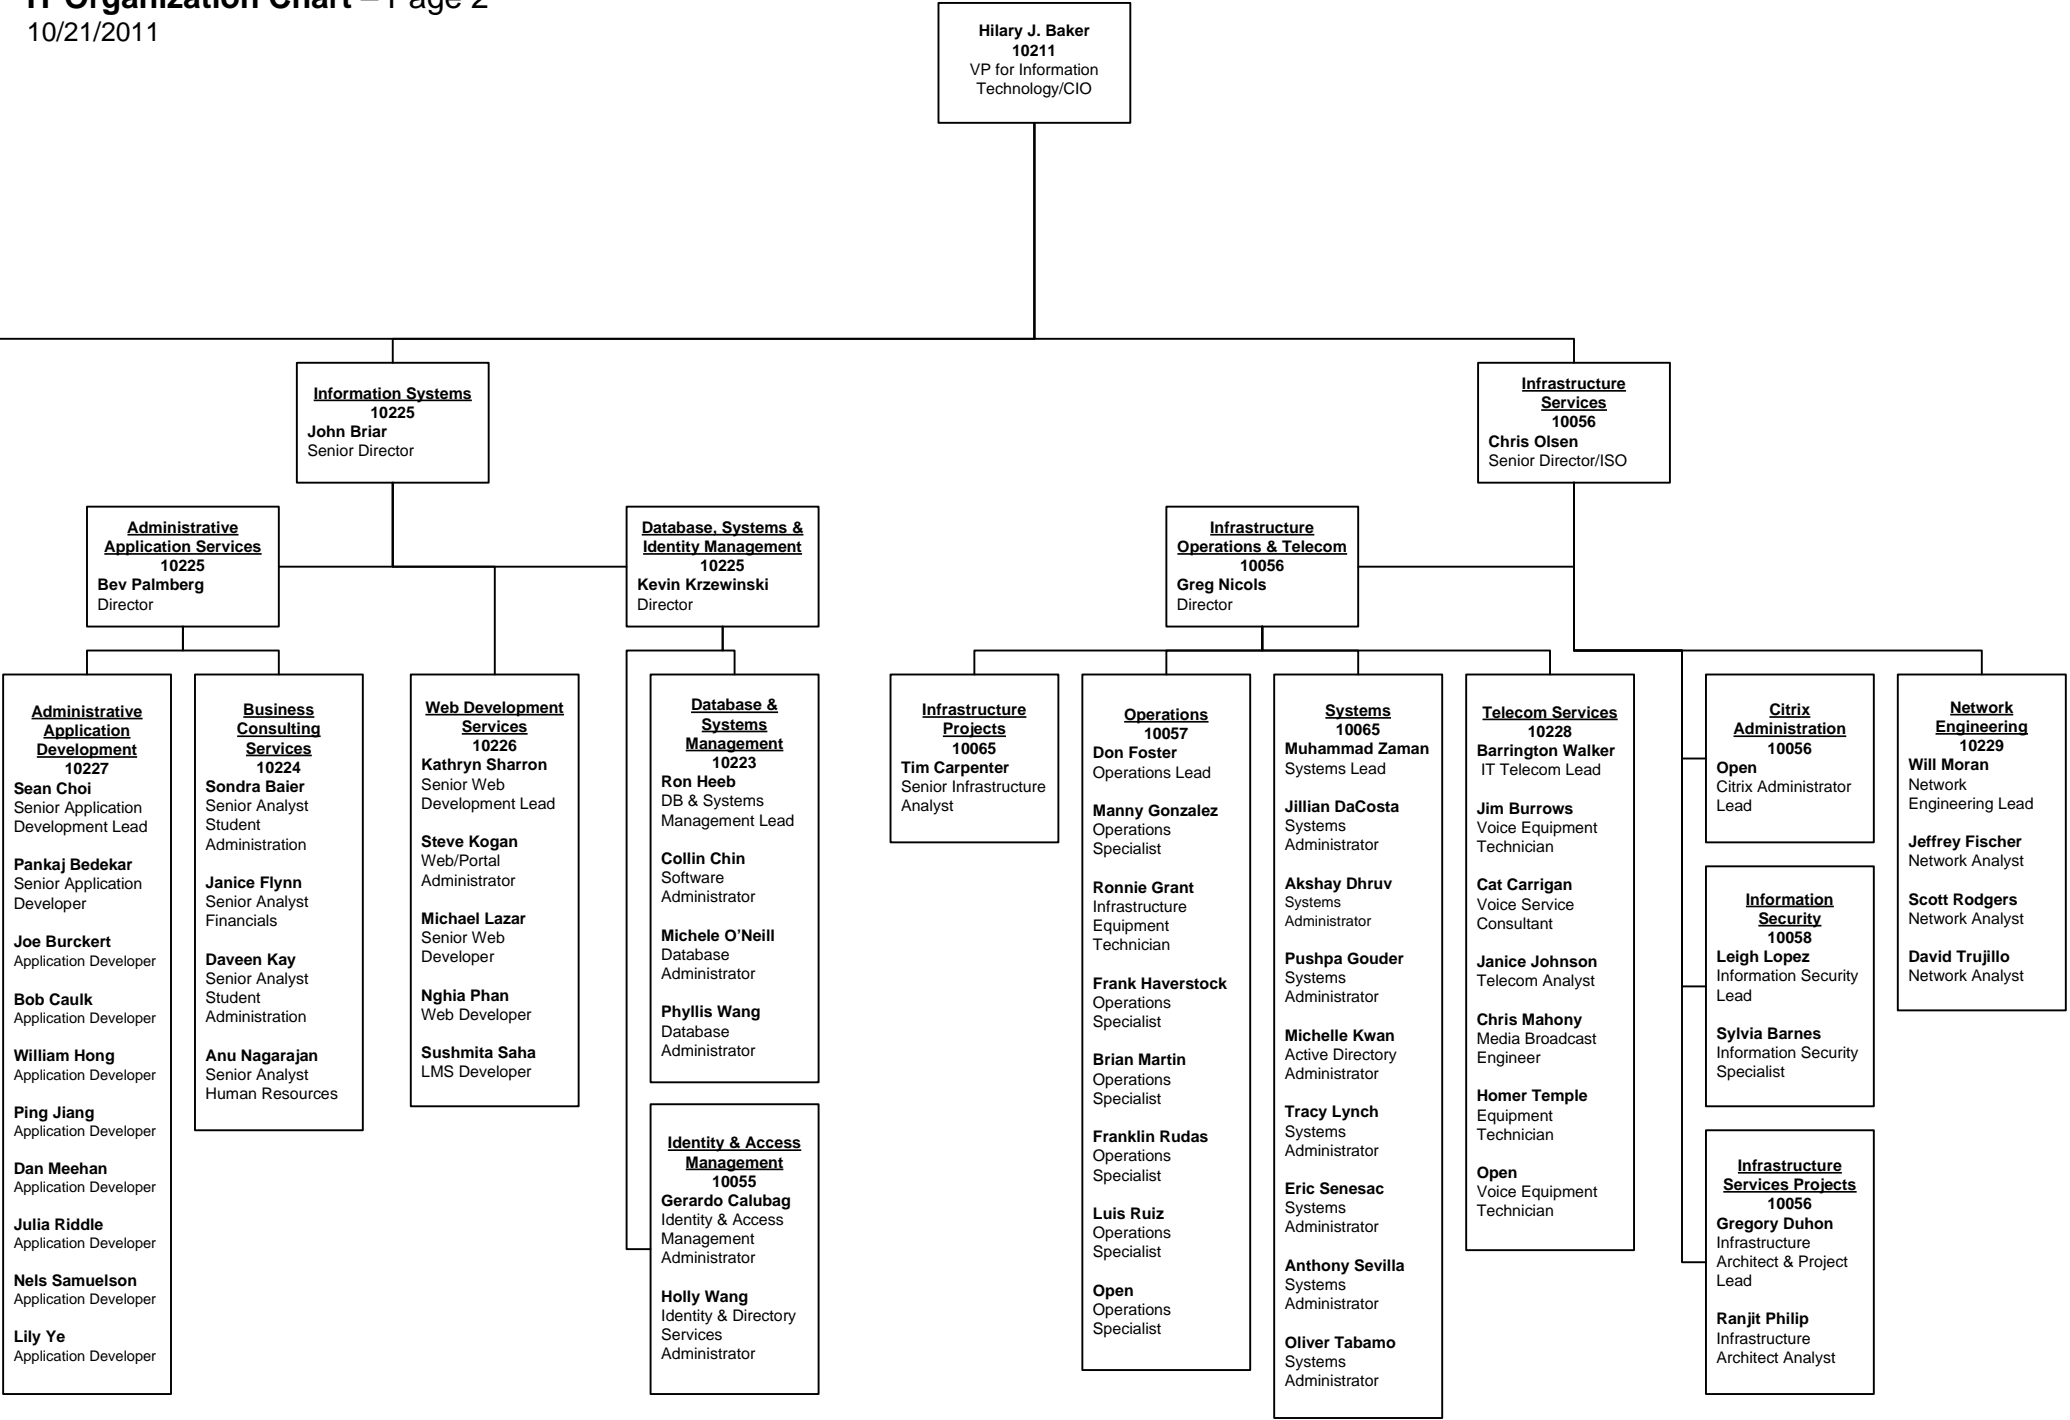 IT Organization Chart – Page 2
10/21/2011
Hilary J. Baker
10211
VP for Information
Technology/CIO
Information Systems
10225
John Briar
Senior Director
Infrastructure
Services
10056
Chris Olsen
Senior Director/ISO
Administrative
Application Services
10225
Bev Palmberg
Director
Database, Systems &
Identity Management
10225
Kevin Krzewinski
Director
Infrastructure
Operations & Telecom
10056
Greg Nicols
Director
Administrative
Application
Development
10227
Sean Choi
Senior Application
Development Lead
Pankaj Bedekar
Senior Application
Developer
Joe Burckert
Application Developer
Bob Caulk
Application Developer
William Hong
Application Developer
Ping Jiang
Application Developer
Dan Meehan
Application Developer
Julia Riddle
Application Developer
Nels Samuelson
Application Developer
Lily Ye
Application Developer
Business
Consulting
Services
10224
Sondra Baier
Senior Analyst
Student
Administration
Janice Flynn
Senior Analyst
Financials
Daveen Kay
Senior Analyst
Student
Administration
Anu Nagarajan
Senior Analyst
Human Resources
Web Development
Services
10226
Kathryn Sharron
Senior Web
Development Lead
Steve Kogan
Web/Portal
Administrator
Michael Lazar
Senior Web
Developer
Nghia Phan
Web Developer
Sushmita Saha
LMS Developer
Database &
Systems
Management
10223
Ron Heeb
DB & Systems
Management Lead
Collin Chin
Software
Administrator
Michele O’Neill
Database
Administrator
Phyllis Wang
Database
Administrator
Identity & Access
Management
10055
Gerardo Calubag
Identity & Access
Management
Administrator
Holly Wang
Identity & Directory
Services
Administrator
Infrastructure
Projects
10065
Tim Carpenter
Senior Infrastructure
Analyst
Operations
10057
Don Foster
Operations Lead
Manny Gonzalez
Operations
Specialist
Ronnie Grant
Infrastructure
Equipment
Technician
Frank Haverstock
Operations
Specialist
Brian Martin
Operations
Specialist
Franklin Rudas
Operations
Specialist
Luis Ruiz
Operations
Specialist
Open
Operations
Specialist
Systems
10065
Muhammad Zaman
Systems Lead
Jillian DaCosta
Systems
Administrator
Akshay Dhruv
Systems
Administrator
Pushpa Gouder
Systems
Administrator
Michelle Kwan
Active Directory
Administrator
Tracy Lynch
Systems
Administrator
Eric Senesac
Systems
Administrator
Anthony Sevilla
Systems
Administrator
Oliver Tabamo
Systems
Administrator
Telecom Services
10228
Barrington Walker
IT Telecom Lead
Jim Burrows
Voice Equipment
Technician
Cat Carrigan
Voice Service
Consultant
Janice Johnson
Telecom Analyst
Chris Mahony
Media Broadcast
Engineer
Homer Temple
Equipment
Technician
Open
Voice Equipment
Technician
Citrix
Administration
10056
Open
Citrix Administrator
Lead
Information
Security
10058
Leigh Lopez
Information Security
Lead
Sylvia Barnes
Information Security
Specialist
Infrastructure
Services Projects
10056
Gregory Duhon
Infrastructure
Architect & Project
Lead
Ranjit Philip
Infrastructure
Architect Analyst
Network
Engineering
10229
Will Moran
Network
Engineering Lead
Jeffrey Fischer
Network Analyst
Scott Rodgers
Network Analyst
David Trujillo
Network Analyst